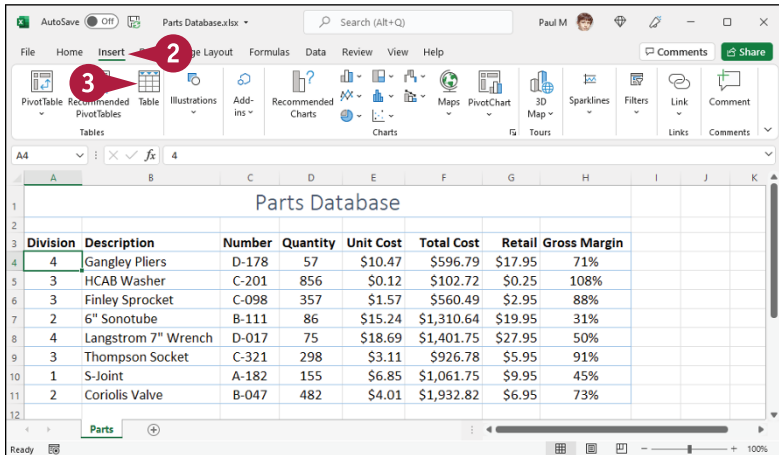 AutoSave Off Parts Database.xlsx Search (Alt+Q) Paul M
File Home Insert ge Layout Formulas Data Review View Help Comments Share
2
3
PivotTable Recommended PivotTables Table Illustrations Add-ins Recommended Charts Maps PivotChart 3D Map Sparklines Filters Link Comment
Tables Charts Tours Links Comments
A4 fx 4
A B C D E F G H I J K
1 Parts Database
2
3 Division Description Number Quantity Unit Cost Total Cost Retail Gross Margin
4 4 Gangley Pliers D-178 57 $10.47 $596.79 $17.95 71%
5 3 HCAB Washer C-201 856 $0.12 $102.72 $0.25 108%
6 3 Finley Sprocket C-098 357 $1.57 $560.49 $2.95 88%
7 2 6" Sonotube B-111 86 $15.24 $1,310.64 $19.95 31%
8 4 Langstrom 7" Wrench D-017 75 $18.69 $1,401.75 $27.95 50%
9 3 Thompson Socket C-321 298 $3.11 $926.78 $5.95 91%
10 1 S-Joint A-182 155 $6.85 $1,061.75 $9.95 45%
11 2 Coriolis Valve B-047 482 $4.01 $1,932.82 $6.95 73%
12
Parts
Ready 100%